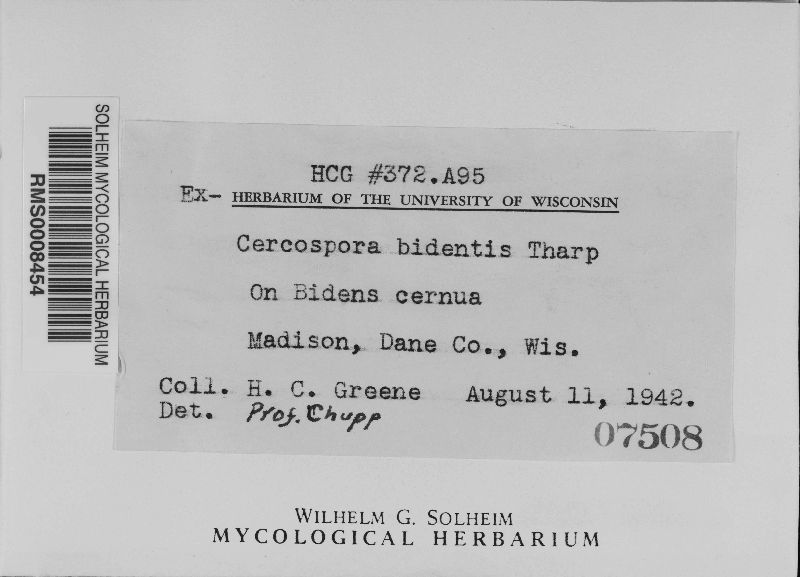 SOLHEIM MYCOLOGICAL HERBARIUM
RMS0008454
HCG #372.A95
Ex- HERBARIUM OF THE UNIVERSITY OF WISCONSIN
Cercospora bidentis Tharp
On Bidens cernua
Madison, Dane Co., Wis.
Coll. H. C. Greene August 11, 1942.
Det. Prof. Chupp
07508
WILHELM G. SOLHEIM
MYCOLOGICAL HERBARIUM